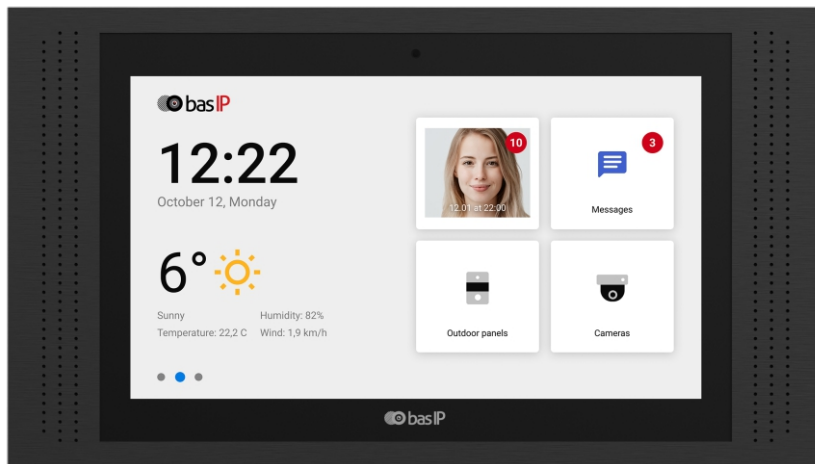 bas IP
12:22
October 12, Monday
6°
Sunny
Humidity: 82%
Temperature: 22,2 C
Wind: 1,9 km/h
10
12.01 at 22:00
3
Messages
Outdoor panels
Cameras
bas IP